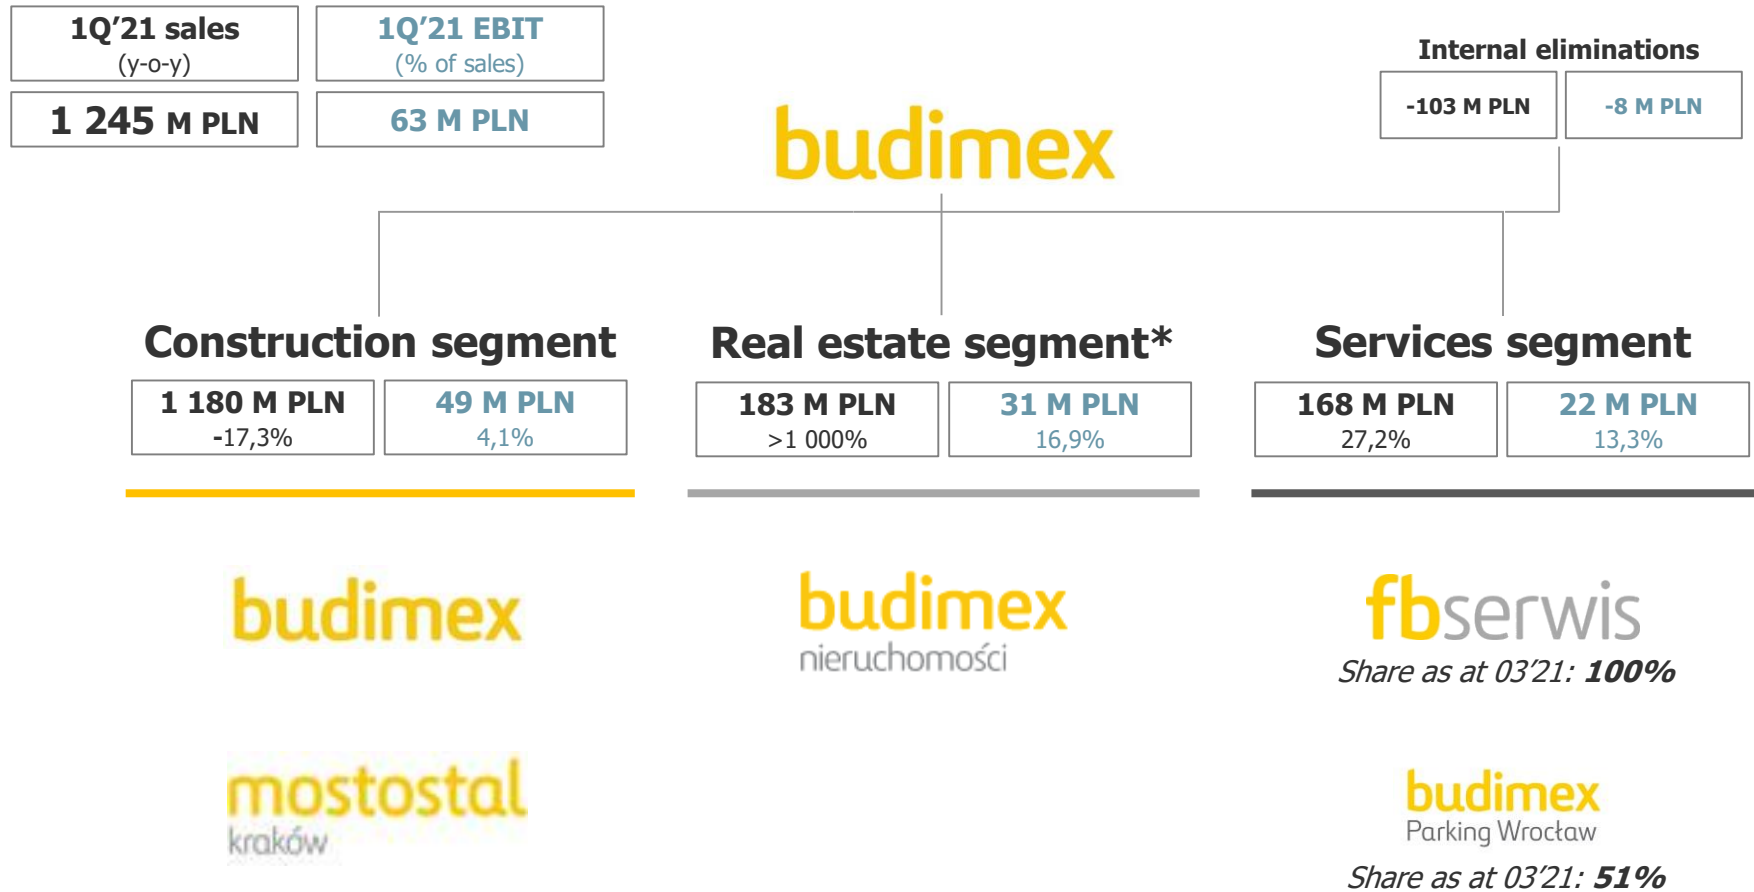 1Q’21 sales
(y-o-y)
1Q’21 EBIT
(% of sales)
1 245 M PLN
63 M PLN
Internal eliminations
-103 M PLN
-8 M PLN
budimex
Construction segment
1 180 M PLN
-17,3%
49 M PLN
4,1%
Real estate segment*
183 M PLN
>1 000%
31 M PLN
16,9%
Services segment
168 M PLN
27,2%
22 M PLN
13,3%
budimex
mostostal
kraków
budimex
nieruchomości
fbserwis
Share as at 03’21: 100%
budimex
Parking Wrocław
Share as at 03’21: 51%